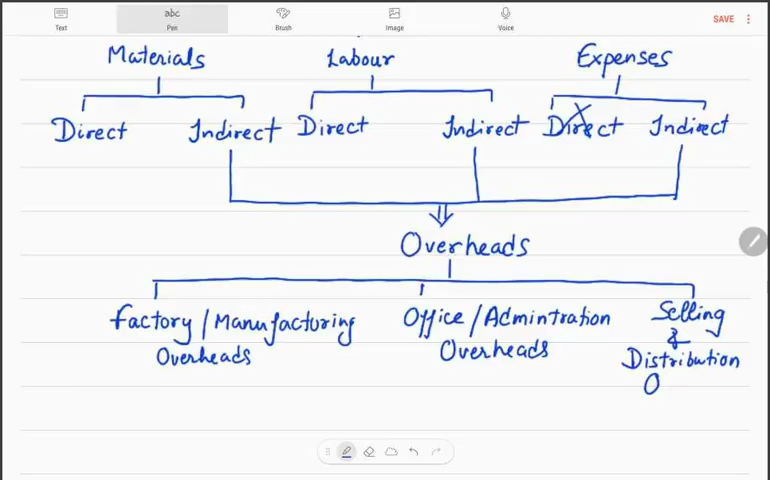 Text
abc
Pen
Brush
Image
Voice
SAVE
Materials Labour Expenses
Direct Indirect Direct Indirect Direct Indirect
Overheads
Factory / Manufacturing Office / Admintration Selling
Overheads Overheads &
Distribution
O